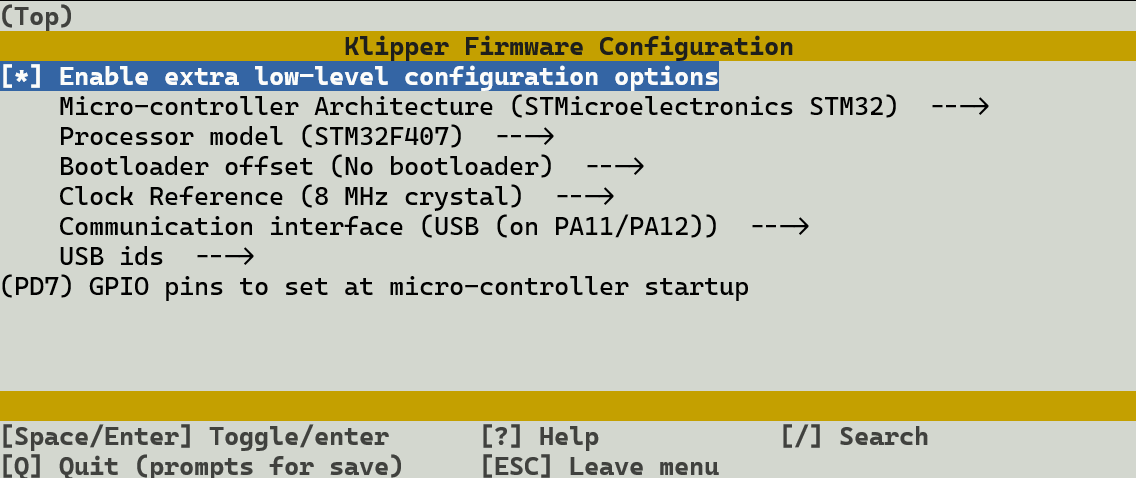 (Top)
Klipper Firmware Configuration
[*] Enable extra low-level configuration options
Micro-controller Architecture (STMicroelectronics STM32) --->
Processor model (STM32F407) --->
Bootloader offset (No bootloader) --->
Clock Reference (8 MHz crystal) --->
Communication interface (USB (on PA11/PA12)) --->
USB ids --->
(PD7) GPIO pins to set at micro-controller startup
[Space/Enter] Toggle/enter [?] Help [/] Search
[Q] Quit (prompts for save) [ESC] Leave menu